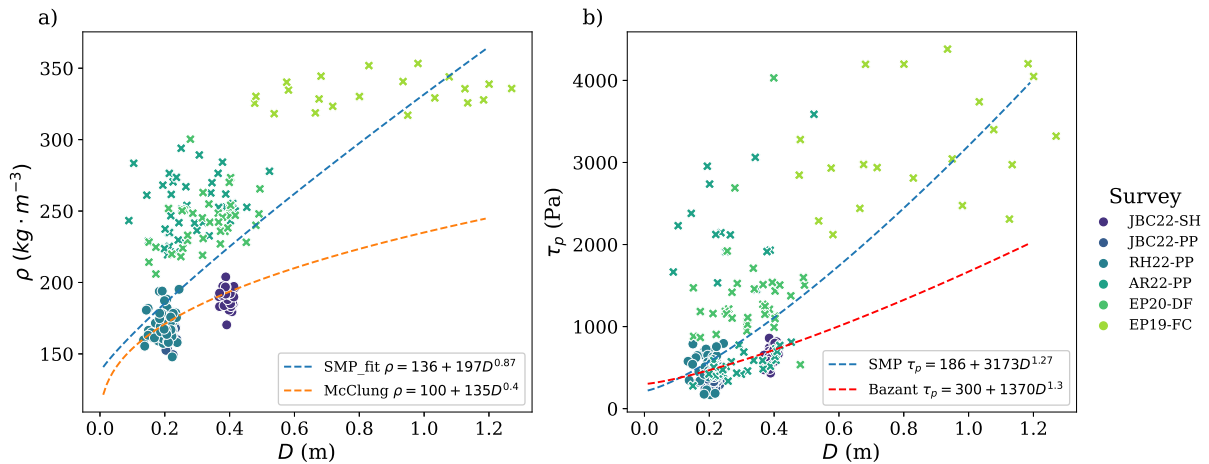 a)
ρ (kg · m⁻³)
350
300
250
200
150
SMP_fit ρ = 136 + 197D^0.87
McClung ρ = 100 + 135D^0.4
0.0 0.2 0.4 0.6 0.8 1.0 1.2
D (m)
b)
τ_p (Pa)
4000
3000
2000
1000
0
SMP τ_p = 186 + 3173D^1.27
Bazant τ_p = 300 + 1370D^1.3
0.0 0.2 0.4 0.6 0.8 1.0 1.2
D (m)
Survey
JBC22-SH
JBC22-PP
RH22-PP
AR22-PP
EP20-DF
EP19-FC